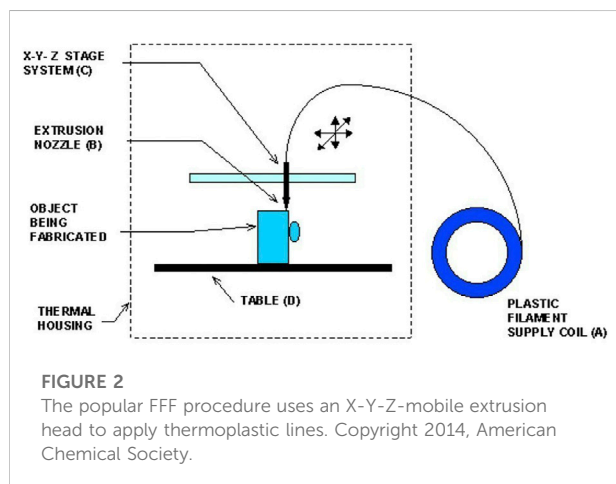 X-Y- Z STAGE
SYSTEM (C)
EXTRUSION
NOZZLE (B)
OBJECT
BEING
FABRICATED
THERMAL
HOUSING
TABLE (D)
PLASTIC
FILAMENT
SUPPLY COIL (A)
FIGURE 2
The popular FFF procedure uses an X-Y-Z-mobile extrusion
head to apply thermoplastic lines. Copyright 2014, American
Chemical Society.